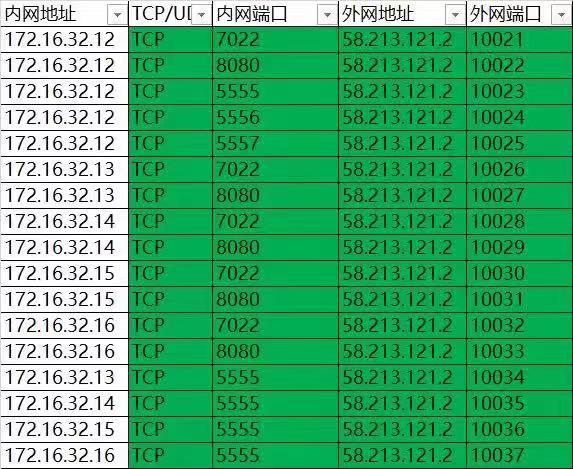 内网地址 TCP/UD 内网端口 外网地址 外网端口
172.16.32.12 TCP 7022 58.213.121.2 10021
172.16.32.12 TCP 8080 58.213.121.2 10022
172.16.32.12 TCP 5555 58.213.121.2 10023
172.16.32.12 TCP 5556 58.213.121.2 10024
172.16.32.12 TCP 5557 58.213.121.2 10025
172.16.32.13 TCP 7022 58.213.121.2 10026
172.16.32.13 TCP 8080 58.213.121.2 10027
172.16.32.14 TCP 7022 58.213.121.2 10028
172.16.32.14 TCP 8080 58.213.121.2 10029
172.16.32.15 TCP 7022 58.213.121.2 10030
172.16.32.15 TCP 8080 58.213.121.2 10031
172.16.32.16 TCP 7022 58.213.121.2 10032
172.16.32.16 TCP 8080 58.213.121.2 10033
172.16.32.13 TCP 5555 58.213.121.2 10034
172.16.32.14 TCP 5555 58.213.121.2 10035
172.16.32.15 TCP 5555 58.213.121.2 10036
172.16.32.16 TCP 5555 58.213.121.2 10037